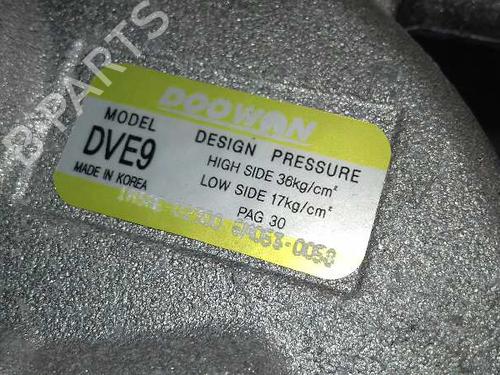 B-PARTS
DOOWON
MODEL
DVE9
MADE IN KOREA
DESIGN PRESSURE
HIGH SIDE 36kg/cm²
LOW SIDE 17kg/cm²
PAG 30